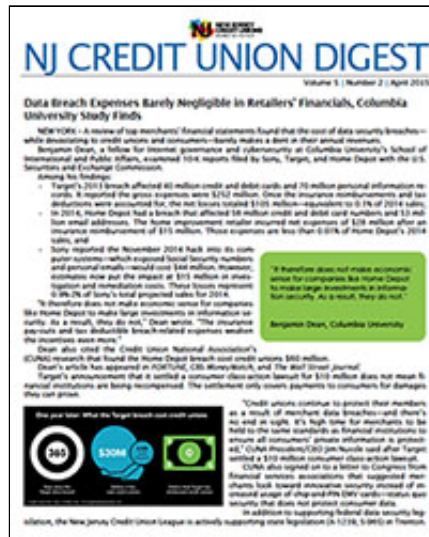 NEW JERSEY
CREDIT UNIONS
NJ CREDIT UNION DIGEST
Volume 5 | Number 2 | April 2015
Data Breach Expenses Barely Negligible in Retailers' Financials, Columbia
University Study Finds
NEW YORK - A review of top merchants' financial statements found that the cost of data security breaches—
while devastating to credit unions and consumers—barely makes a dent in their annual revenues.
Benjamin Dean, a fellow for Internet governance and cybersecurity at Columbia University's School of
International and Public Affairs, examined 10-K reports filed by Sony, Target, and Home Depot with the U.S.
Securities and Exchange Commission.
Among his findings:
- Target's 2013 breach affected 40 million credit and debit cards and 70 million personal information re-
cords. It reported the gross expenses were $252 million. Once the insurance reimbursements and tax
deductions were accounted for, the net losses totaled $105 million—equivalent to 0.1% of 2014 sales.
- In 2014, Home Depot had a breach that affected 56 million credit and debit card numbers and 53 mil-
lion email addresses. The home improvement retailer incurred net expenses of $28 million after an
insurance reimbursement of $15 million. Those expenses are less than 0.01% of Home Depot's 2014
sales, and
- Sony reported the November 2014 hack into its com-
puter systems—which exposed Social Security numbers
and personal emails—would cost $44 million. However,
estimates now put the impact at $15 million in inves-
tigation and remediation costs. These losses represent
0.9%-2% of Sony's total projected sales for 2014.
"It therefore does not make economic sense for companies
like Home Depot to make large investments in information se-
curity. As a result, they do not," Dean wrote. "The insurance
payouts and tax deductible breach-related expenses weaken
the incentives even more."
"It therefore does not make economic
sense for companies like Home Depot
to make large investments in infor-
mation security. As a result, they do not."
Benjamin Dean, Columbia University
Dean also cited the Credit Union National Association's
(CUNA) research that found the Home Depot breach cost credit unions $60 million.
Dean's article has appeared in FORTUNE, CBS MoneyWatch, and The Wall Street Journal.
Target's announcement that it settled a consumer class-action lawsuit for $10 million does not mean fi-
nancial institutions are being recompensed. The settlement only covers payments to consumers for damages
they can prove.
One year later: What the Target breach cost credit unions
365
$30M
0
"Credit unions continue to protect their members
as a result of merchant data breaches—and there's
no end in sight. It's high time for merchants to be
held to the same standards as financial institutions to
ensure all consumers' private information is protect-
ed," CUNA President/CEO Jim Nussle said after Target
settled a $10 million consumer class-action lawsuit.
CUNA also signed on to a letter to Congress from
financial services associations that suggested mer-
chants look toward innovative security instead of in-
creased usage of chip-and-PIN EMV cards—status quo
security that does not protect consumer data.
In addition to supporting federal data security leg-
islation, the New Jersey Credit Union League is actively supporting state legislation in Trenton.